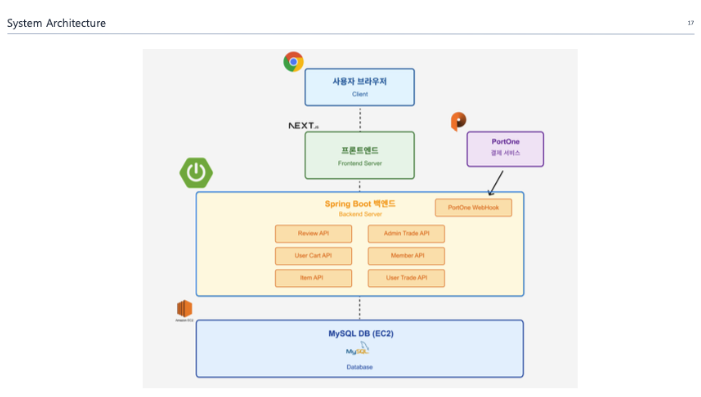 System Architecture
17
사용자 브라우저
Client
NEXT.js
프론트엔드
Frontend Server
PortOne
결제 서비스
Spring Boot 백엔드
Backend Server
PortOne WebHook
Review API
Admin Trade API
User Cart API
Member API
Item API
User Trade API
Amazon EC2
MySQL DB (EC2)
MySQL
Database